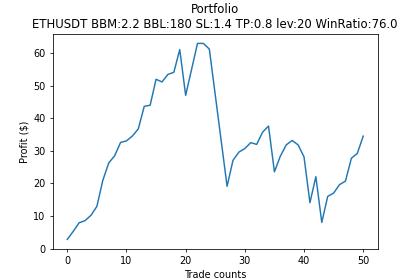 Portfolio
ETHUSDT BBM:2.2 BBL:180 SL:1.4 TP:0.8 lev:20 WinRatio:76.0
60
50
40
30
20
10
0
Profit ($)
0 10 20 30 40 50
Trade counts